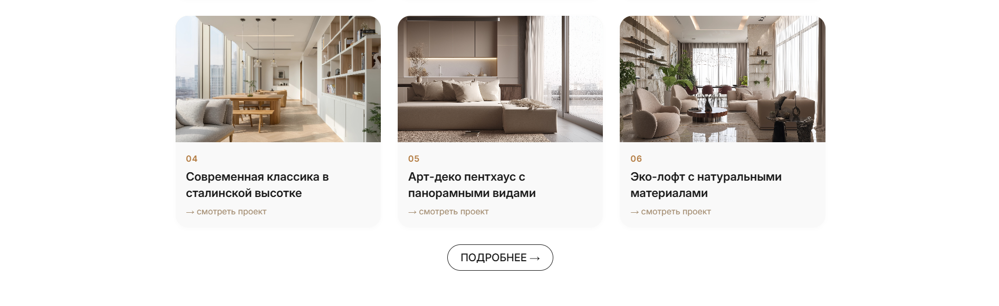 04
Современная классика в
сталинской высотке
→ смотреть проект
05
Арт-деко пентхаус с
панорамными видами
→ смотреть проект
06
Эко-лофт с натуральными
материалами
→ смотреть проект
ПОДРОБНЕЕ →